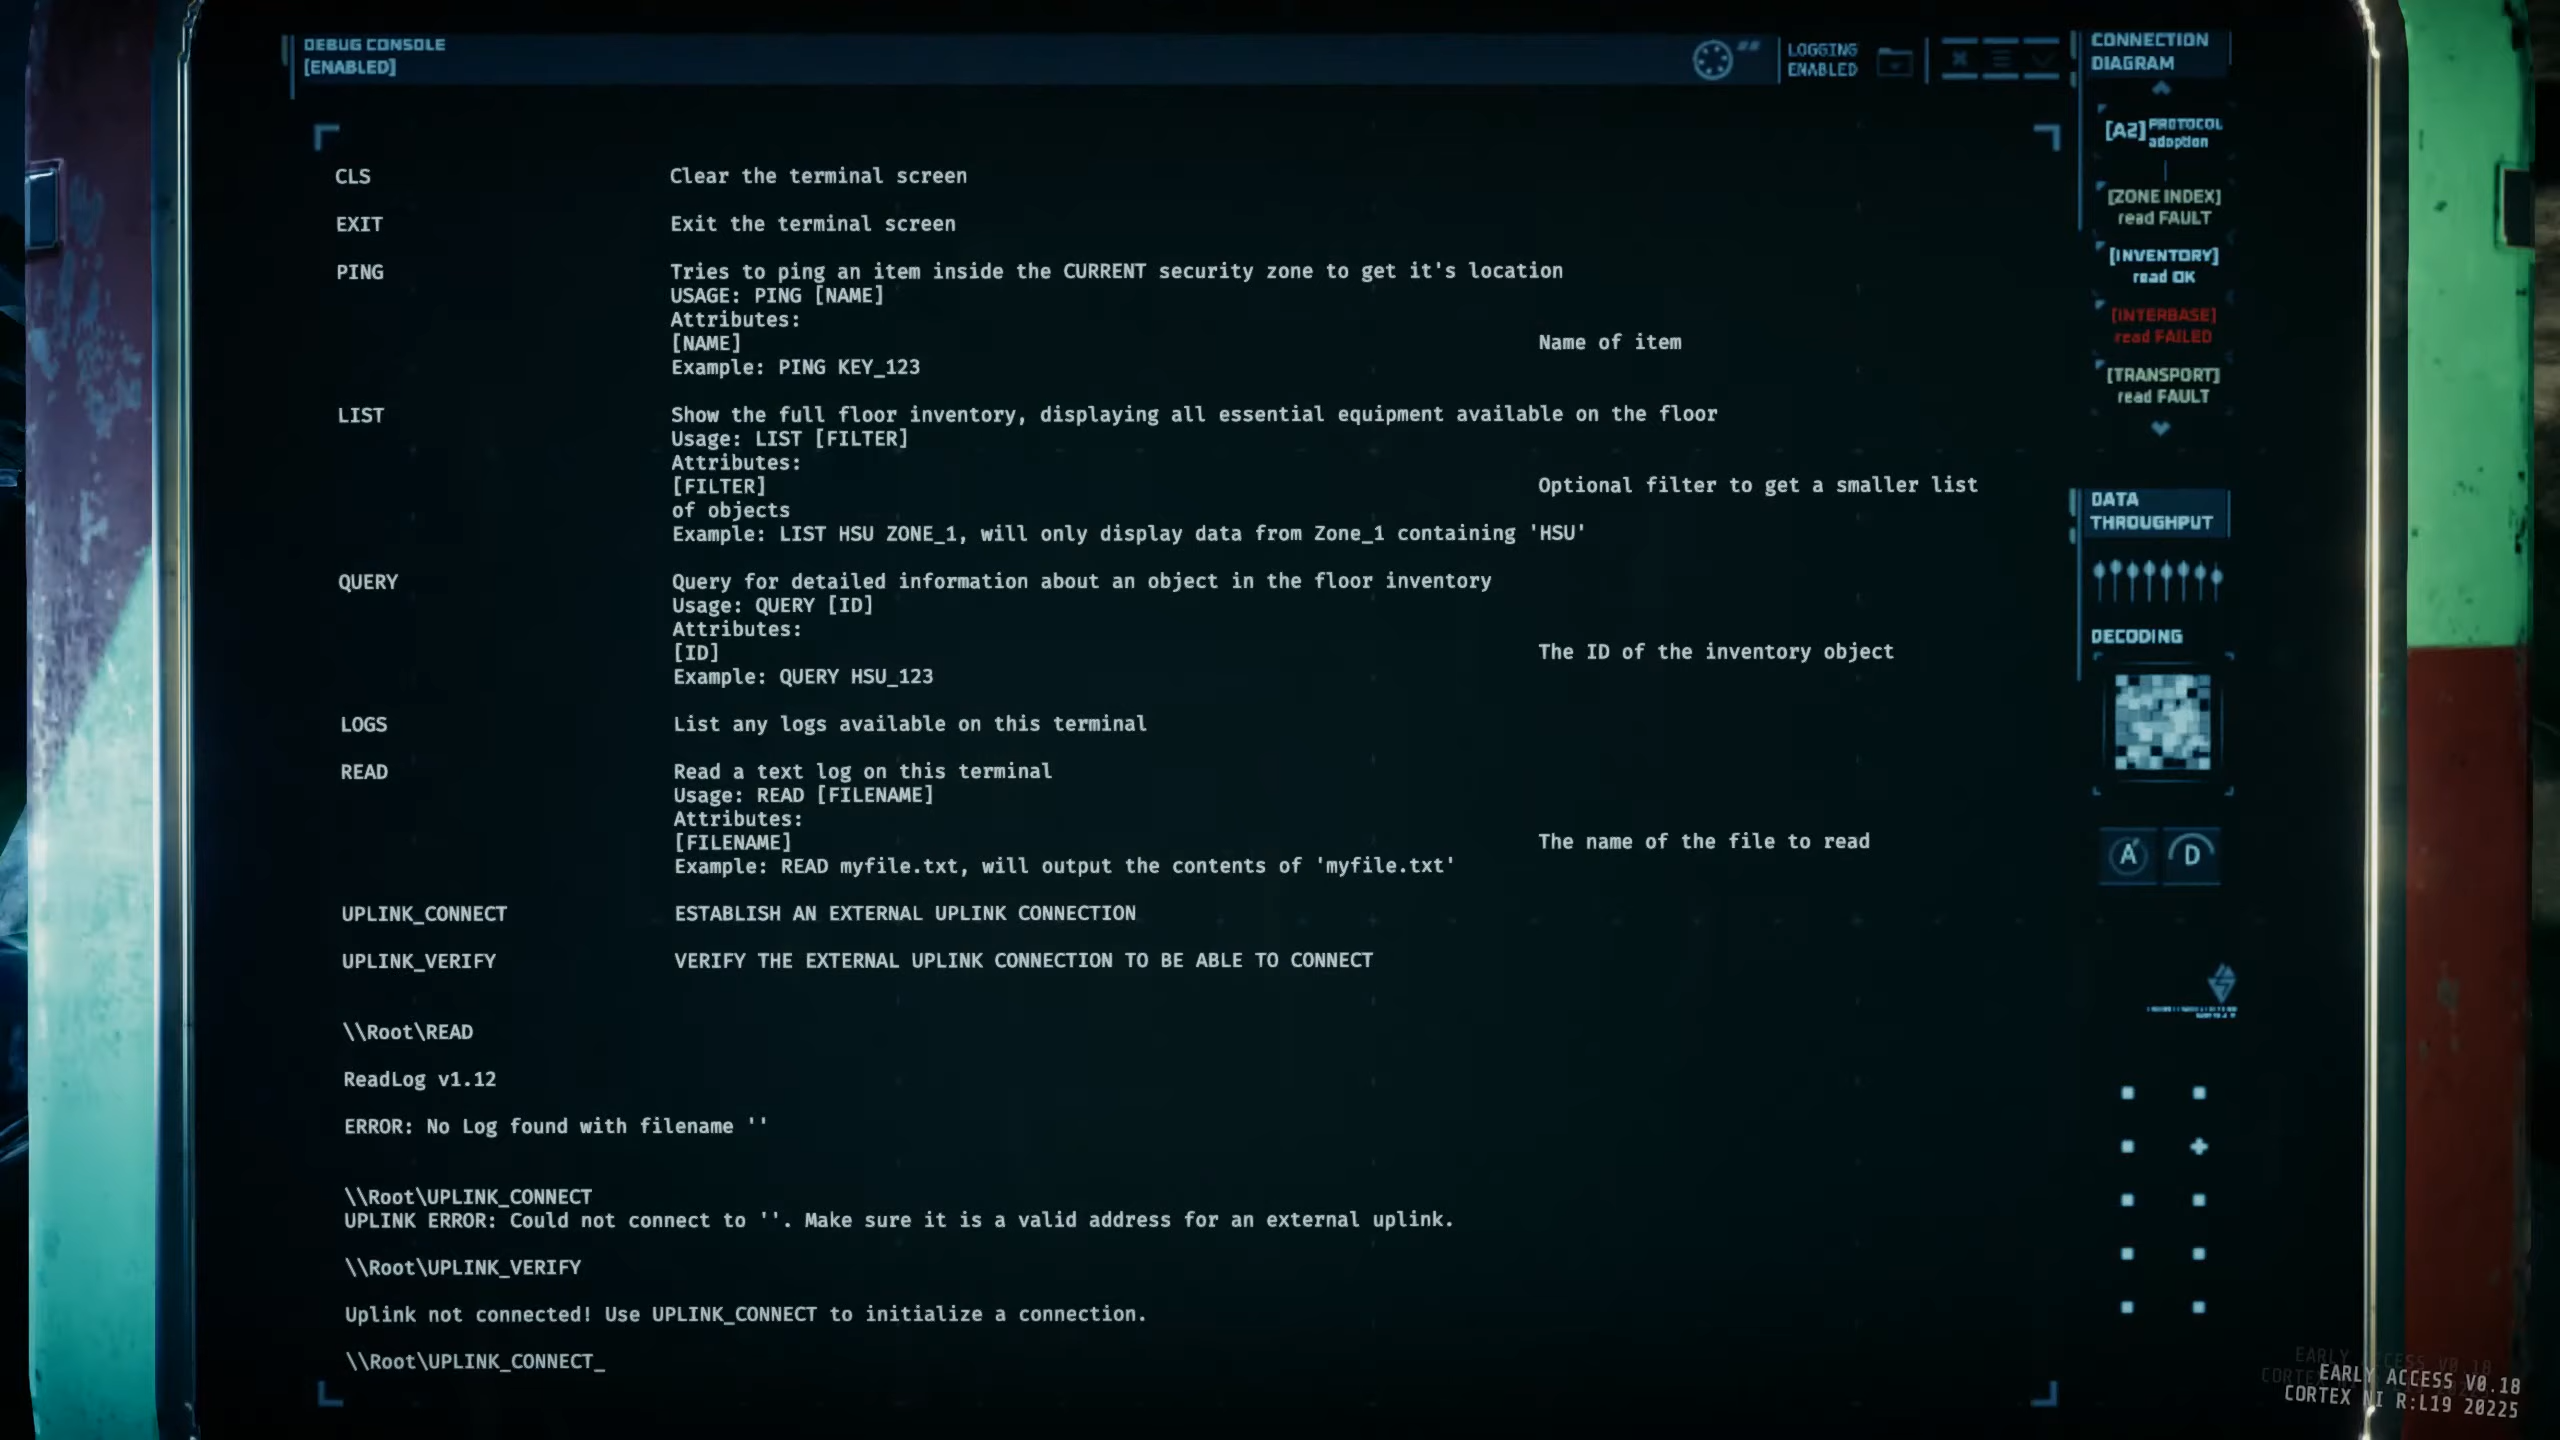 DEBUG CONSOLE
[ENABLED]
LOGGING
ENABLED
CLS Clear the terminal screen
EXIT Exit the terminal screen
PING Tries to ping an item inside the CURRENT security zone to get it's location
USAGE: PING [NAME]
Attributes:
[NAME] Name of item
Example: PING KEY_123
LIST Show the full floor inventory, displaying all essential equipment available on the floor
Usage: LIST [FILTER]
Attributes:
[FILTER] Optional filter to get a smaller list
of objects
Example: LIST HSU ZONE_1, will only display data from Zone_1 containing 'HSU'
QUERY Query for detailed information about an object in the floor inventory
Usage: QUERY [ID]
Attributes:
[ID] The ID of the inventory object
Example: QUERY HSU_123
LOGS List any logs available on this terminal
READ Read a text log on this terminal
Usage: READ [FILENAME]
Attributes:
[FILENAME] The name of the file to read
Example: READ myfile.txt, will output the contents of 'myfile.txt'
UPLINK_CONNECT ESTABLISH AN EXTERNAL UPLINK CONNECTION
UPLINK_VERIFY VERIFY THE EXTERNAL UPLINK CONNECTION TO BE ABLE TO CONNECT
\\Root\READ
ReadLog v1.12
ERROR: No Log found with filename ''
\\Root\UPLINK_CONNECT
UPLINK ERROR: Could not connect to ''. Make sure it is a valid address for an external uplink.
\\Root\UPLINK_VERIFY
Uplink not connected! Use UPLINK_CONNECT to initialize a connection.
\\Root\UPLINK_CONNECT_
CONNECTION
DIAGRAM
[A2] PROTOCOL
adoption
[ZONE INDEX]
read FAULT
[INVENTORY]
read OK
[INTERBASE]
read FAILED
[TRANSPORT]
read FAULT
DATA
THROUGHPUT
DECODING
A D
EARLY ACCESS V0.18
CORTEX NI R:L19 20225